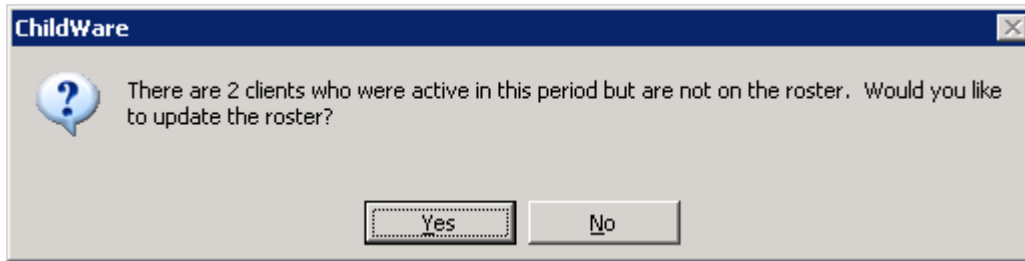 ChildWare
There are 2 clients who were active in this period but are not on the roster.  Would you like
to update the roster?
Yes
No